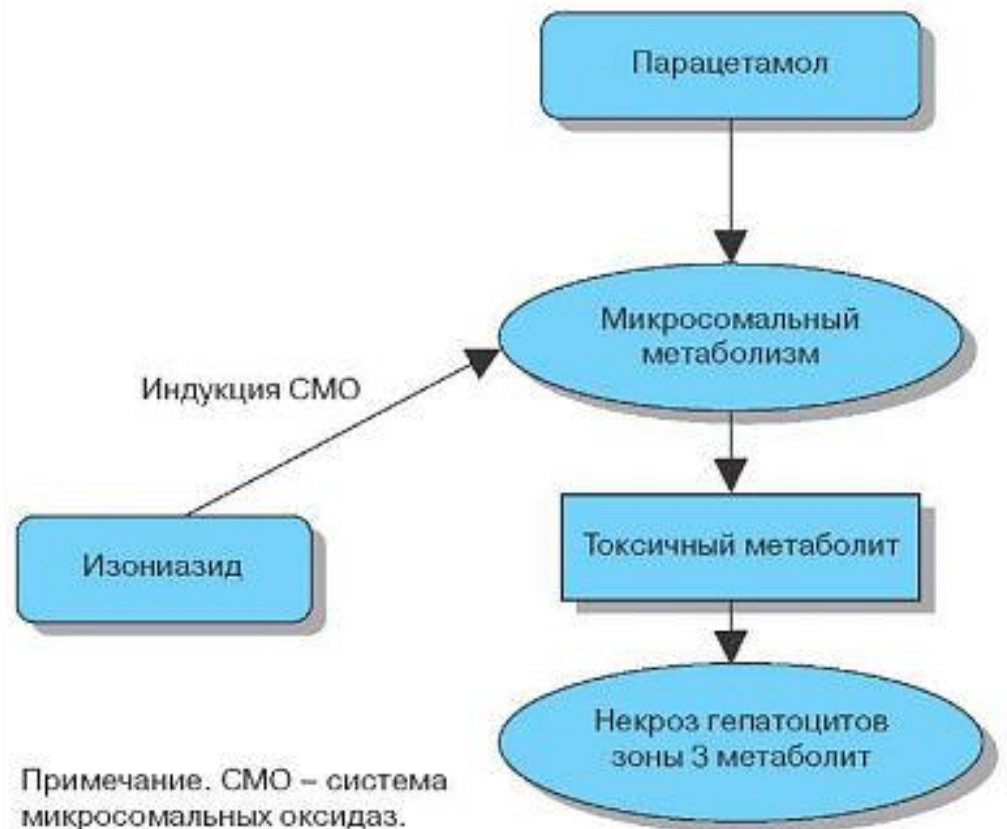 Парацетамол
Микросомальный
метаболизм
Индукция СМО
Изониазид
Токсичный метаболит
Некроз гепатоцитов
зоны 3 метаболит
Примечание. СМО – система
микросомальных оксидаз.